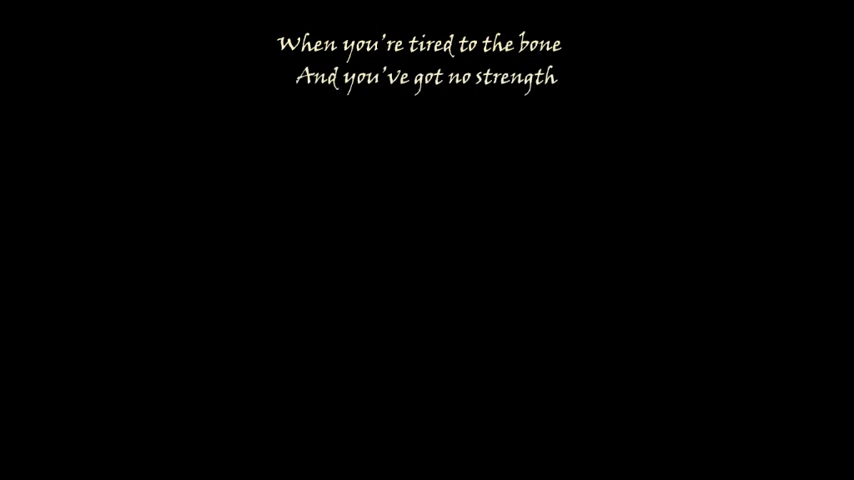 When you're tired to the bone
And you've got no strength